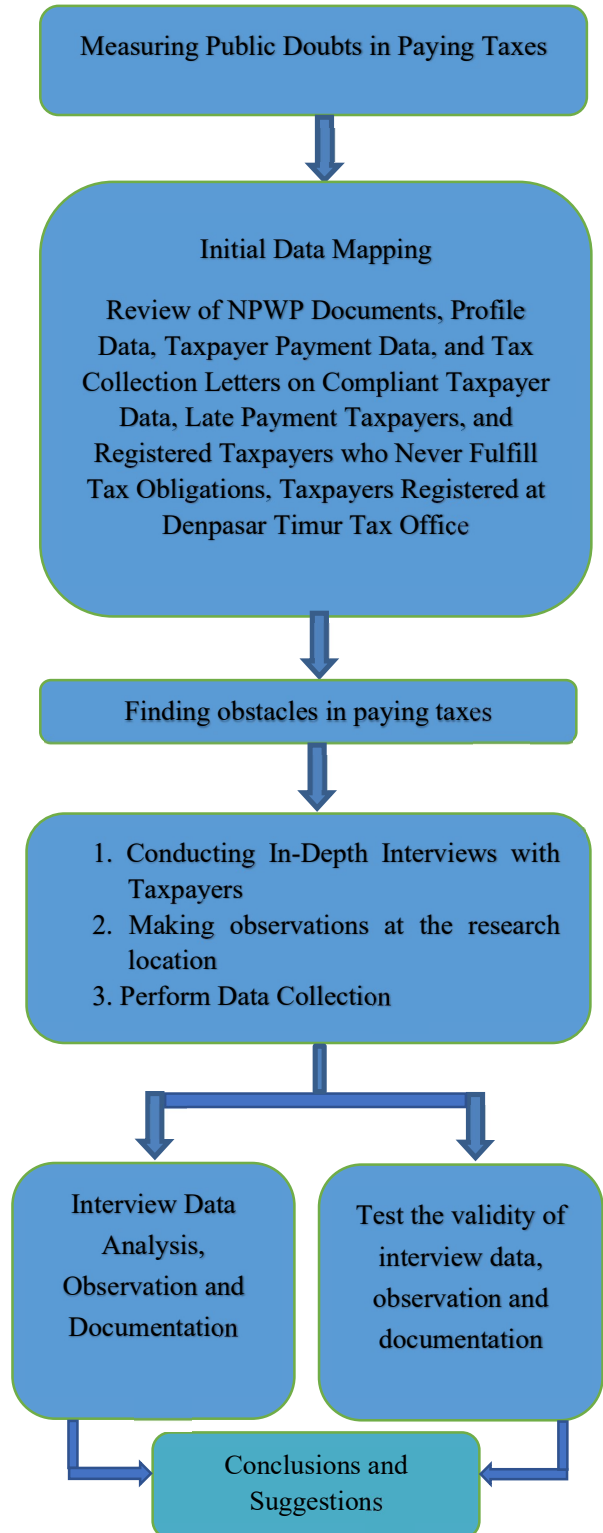 Measuring Public Doubts in Paying Taxes
Initial Data Mapping
Review of NPWP Documents, Profile
Data, Taxpayer Payment Data, and Tax
Collection Letters on Compliant Taxpayer
Data, Late Payment Taxpayers, and
Registered Taxpayers who Never Fulfill
Tax Obligations, Taxpayers Registered at
Denpasar Timur Tax Office
Finding obstacles in paying taxes
1. Conducting In-Depth Interviews with
Taxpayers
2. Making observations at the research
location
3. Perform Data Collection
Interview Data
Analysis,
Observation and
Documentation
Test the validity of
interview data,
observation and
documentation
Conclusions and
Suggestions